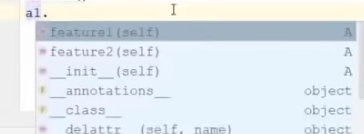 a1.
feature1(self) A
feature2(self) A
__init__(self) A
__annotations__ object
__class__ object
__delattr__(self, name) object